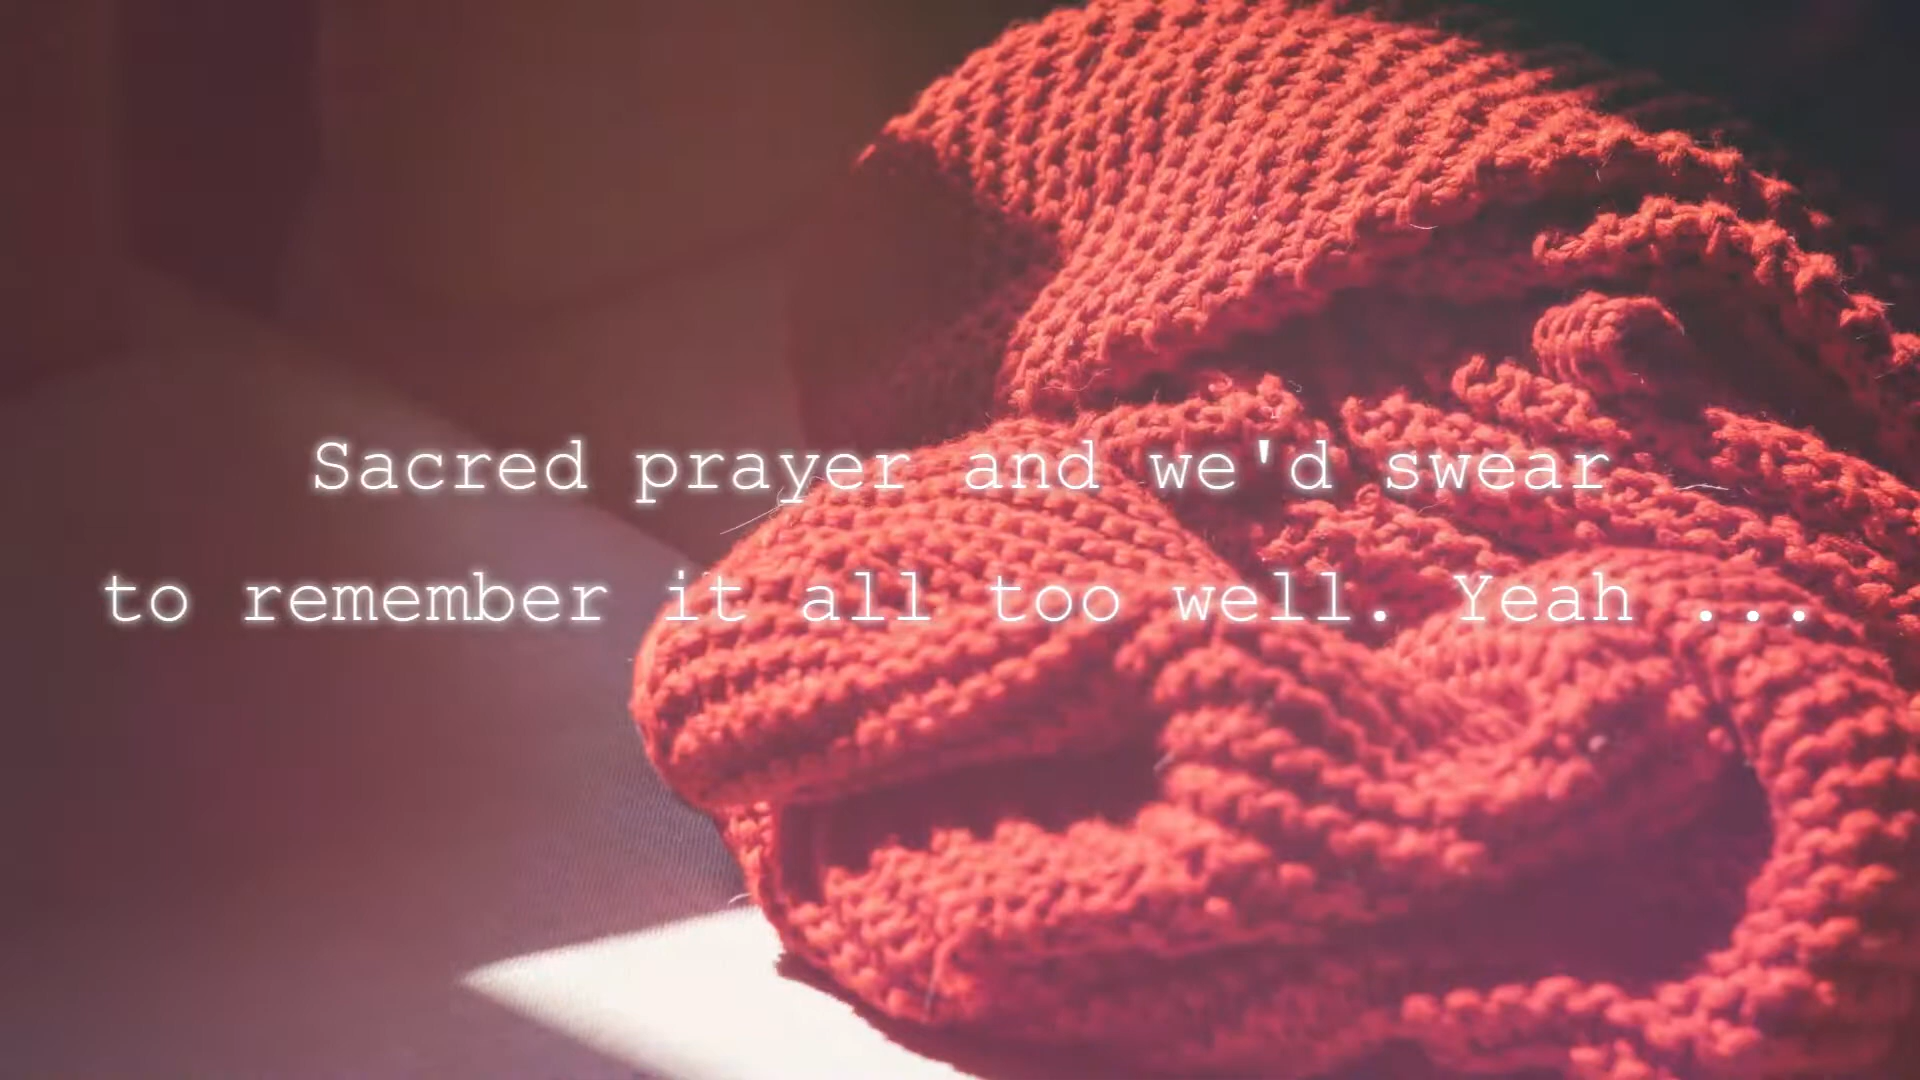 Sacred prayer and we'd swear
to remember it all too well. Yeah ...